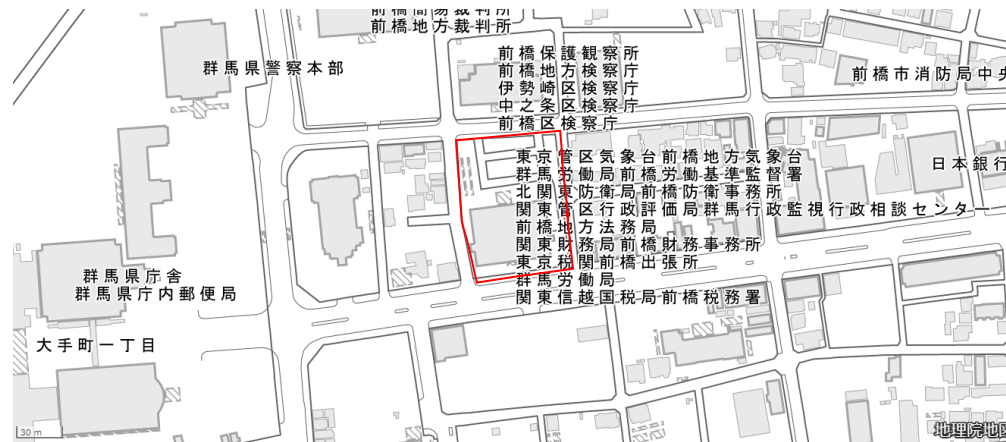 前橋簡易裁判所
前橋地方裁判所
群馬県警察本部
前橋保護観察所
前橋地方検察庁
伊勢崎区検察庁
中之条区検察庁
前橋区検察庁
前橋市消防局中央
東京管区気象台前橋地方気象台
群馬労働局前橋労働基準監督署
北関東防衛局前橋防衛事務所
関東管区行政評価局群馬行政監視行政相談センター
前橋地方法務局
関東財務局前橋財務事務所
東京税関前橋出張所
群馬労働局
関東信越国税局前橋税務署
日本銀行
群馬県庁舎
群馬県庁内郵便局
大手町一丁目
30 m
地理院地図